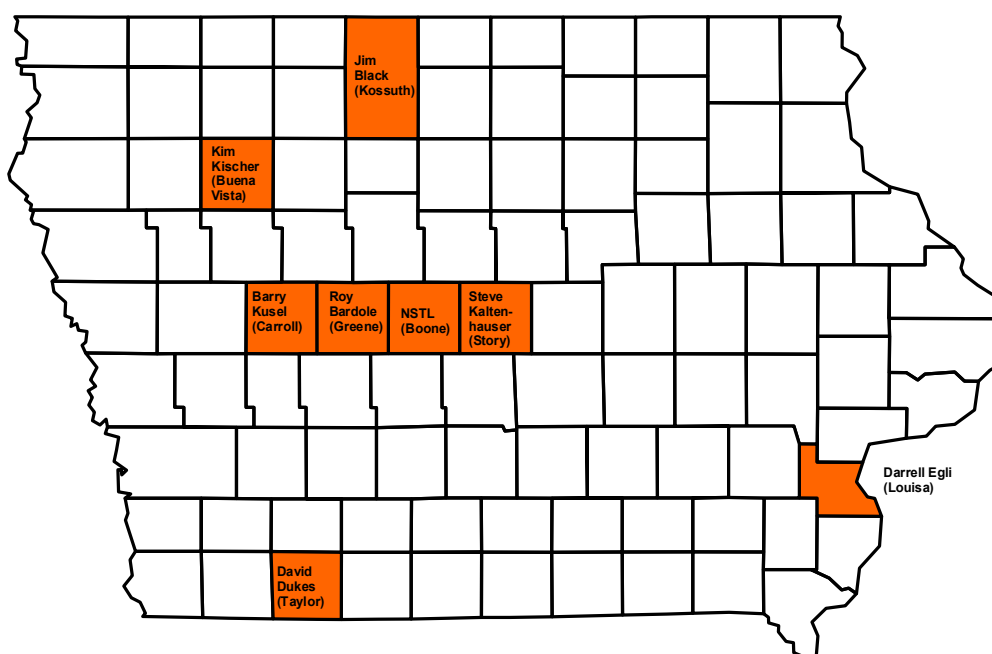 Jim
Black
(Kossuth)
Kim
Kischer
(Buena
Vista)
Barry
Kusel
(Carroll)
Roy
Bardole
(Greene)
NSTL
(Boone)
Steve
Kalten-
hauser
(Story)
Darrell Egli
(Louisa)
David
Dukes
(Taylor)